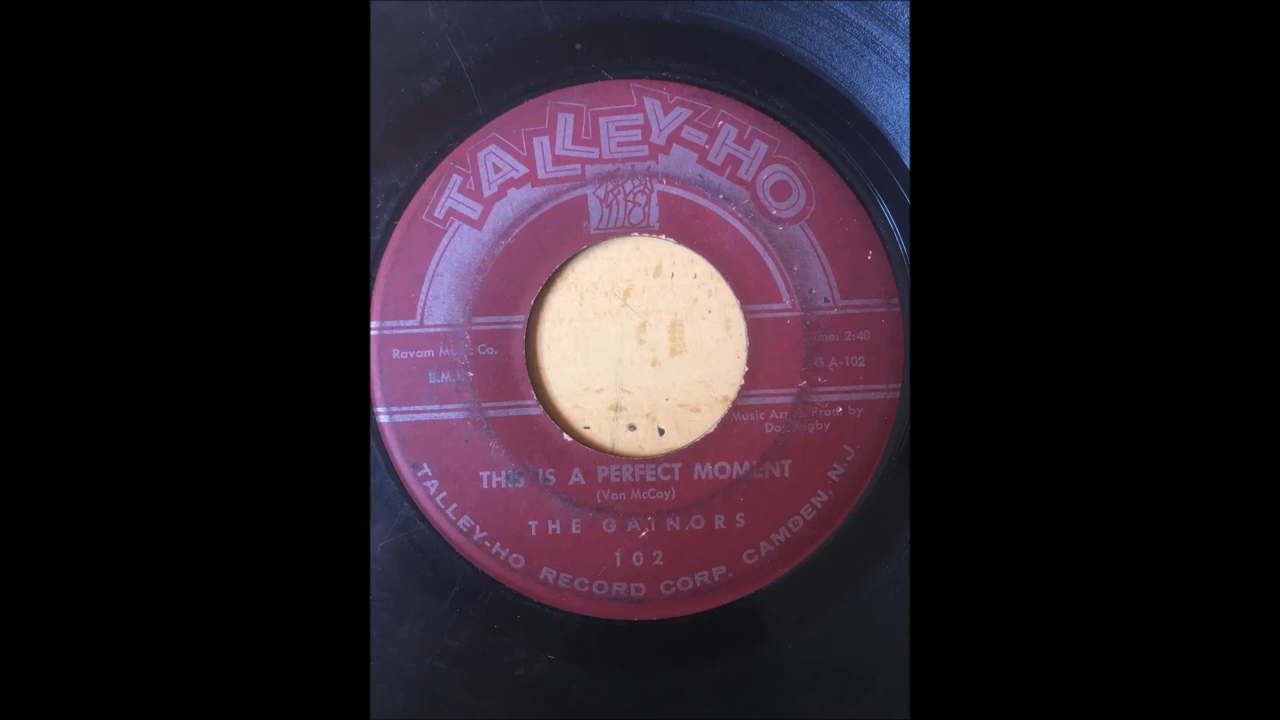 TALLEY-HO
Ravam Co.
B.M.
2:40
GA-102
Music Arr. & Prod. by
THIS IS A PERFECT MOMENT
(Van McCoy)
THE GAINORS
102
TALLEY-HO RECORD CORP. CAMDEN, N.J.